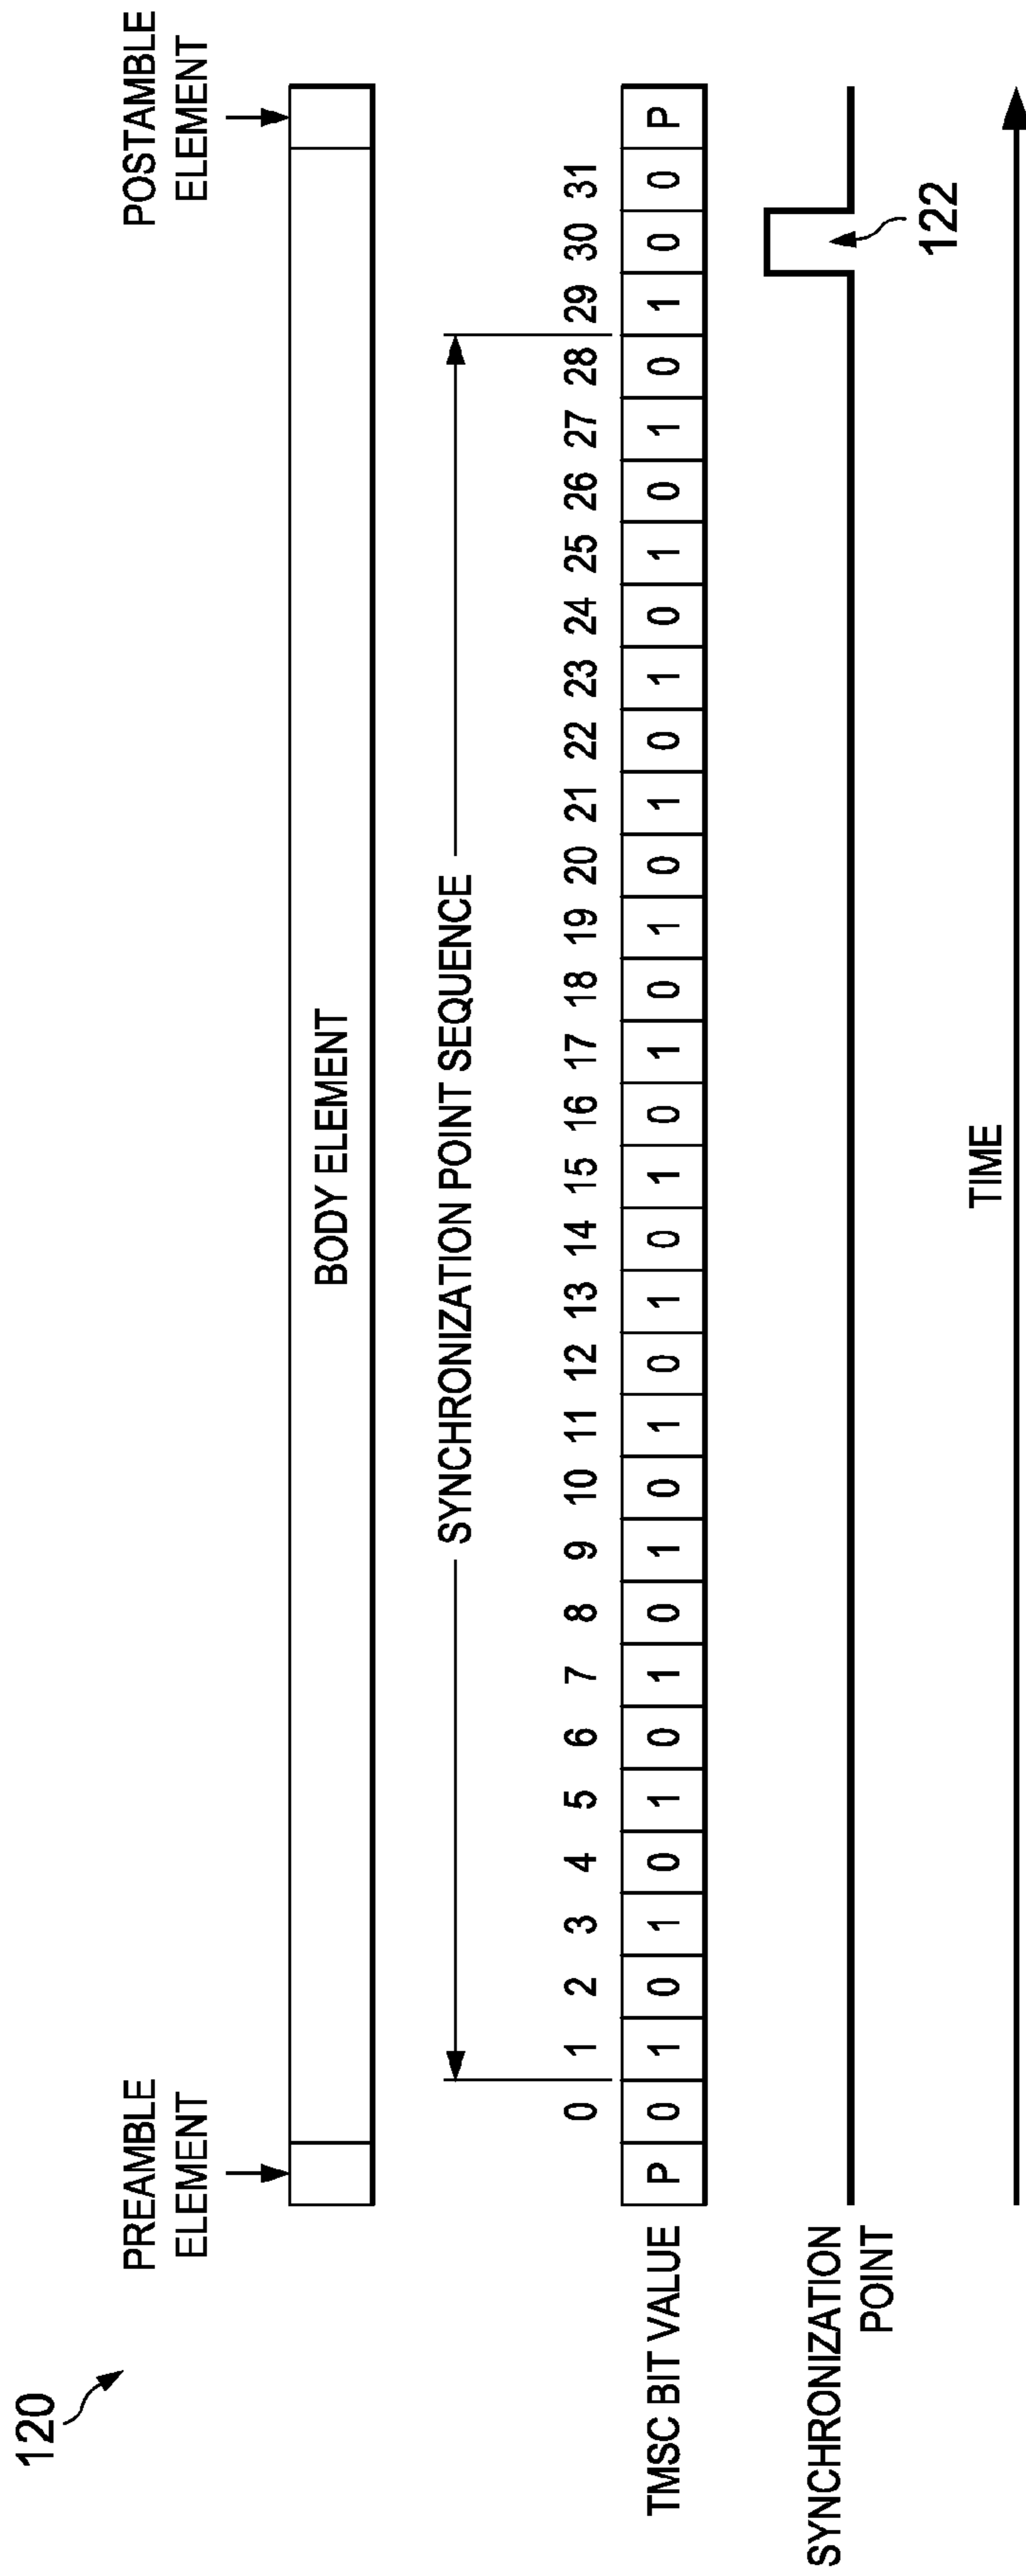 120
PREAMBLE
ELEMENT
POSTAMBLE
ELEMENT
BODY ELEMENT
SYNCHRONIZATION POINT SEQUENCE
0 1 2 3 4 5 6 7 8 9 10 11 12 13 14 15 16 17 18 19 20 21 22 23 24 25 26 27 28 29 30 31
TMSC BIT VALUE P 0 1 0 1 0 1 0 1 0 1 0 1 0 1 0 1 0 1 0 1 0 1 0 1 0 1 0 1 0 1 0 0 P
SYNCHRONIZATION
POINT
122
TIME